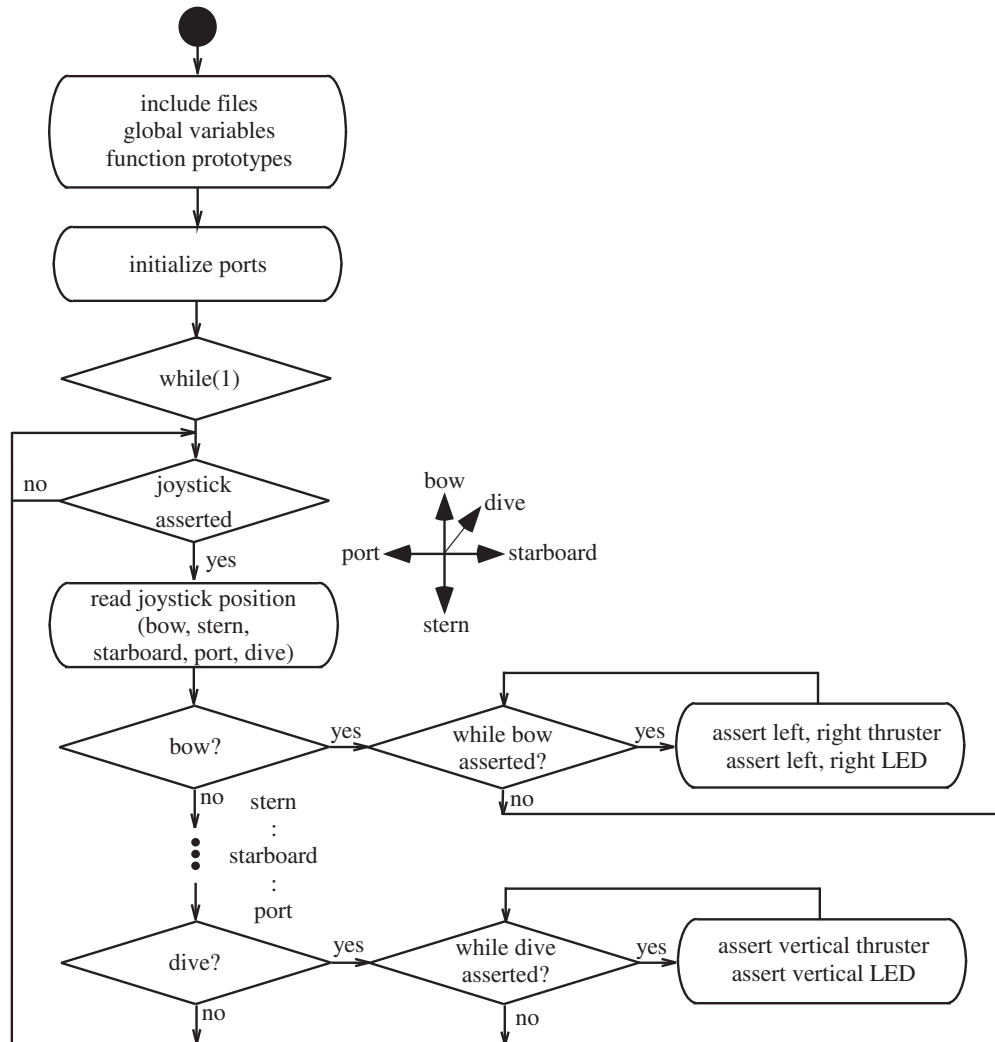 include files
global variables
function prototypes
initialize ports
while(1)
no
joystick
asserted
yes
bow
dive
port
starboard
stern
read joystick position
(bow, stern,
starboard, port, dive)
bow?
yes
while bow
asserted?
yes
assert left, right thruster
assert left, right LED
no
no
stern
:
starboard
:
port
dive?
yes
while dive
asserted?
yes
assert vertical thruster
assert vertical LED
no
no